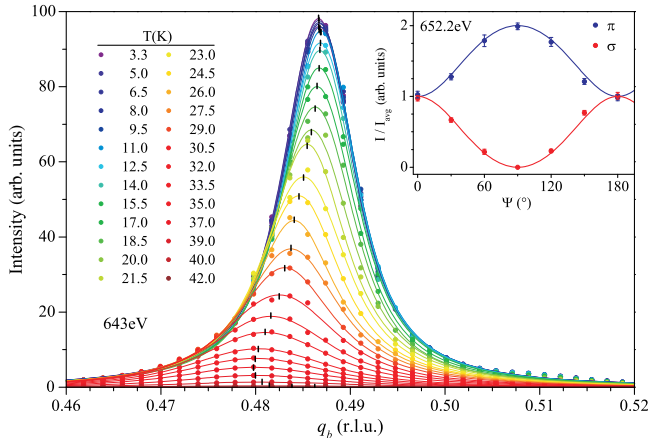 100
80
60
40
20
0
Intensity (arb. units)
T(K)
3.3 23.0
5.0 24.5
6.5 26.0
8.0 27.5
9.5 29.0
11.0 30.5
12.5 32.0
14.0 33.5
15.5 35.0
17.0 37.0
18.5 39.0
20.0 40.0
21.5 42.0
643eV
0.46 0.47 0.48 0.49 0.50 0.51 0.52
q_b (r.l.u.)
652.2eV
π
σ
2
1
0
I / I_avg (arb. units)
0 60 120 180
Ψ (°)